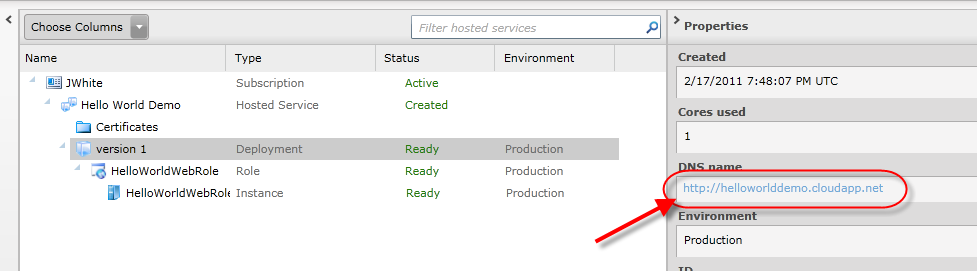 Choose Columns
Filter hosted services
Properties
Name Type Status Environment
Created
JWhite Subscription Active
2/17/2011 7:48:07 PM UTC
Hello World Demo Hosted Service Created
Cores used
Certificates
1
version 1 Deployment Ready Production
DNS name
HelloWorldWebRole Role Ready Production
http://helloworlddemo.cloudapp.net
HelloWorldWebRole Instance Ready Production
Environment
Production
ID